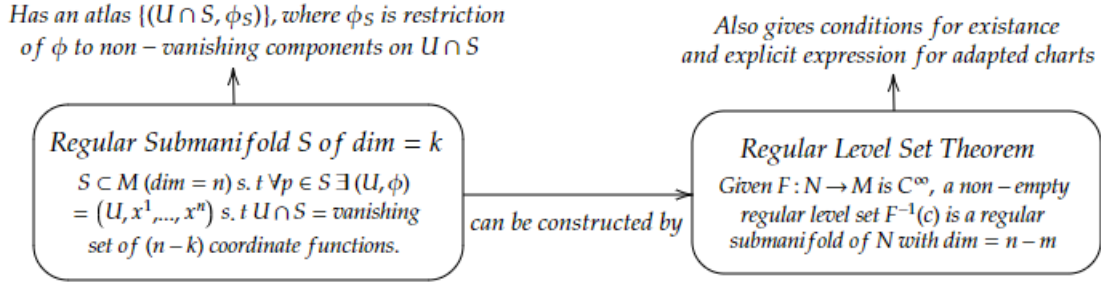 Has an atlas {(U ∩ S, ϕ_S)}, where ϕ_S is restriction
of ϕ to non − vanishing components on U ∩ S
Regular Submanifold S of dim = k
S ⊂ M (dim = n) s. t ∀p ∈ S ∃ (U, ϕ)
= (U, x¹,..., xⁿ) s. t U ∩ S = vanishing
set of (n − k) coordinate functions.
can be constructed by
Also gives conditions for existance
and explicit expression for adapted charts
Regular Level Set Theorem
Given F : N → M is C^∞, a non − empty
regular level set F⁻¹(c) is a regular
submanifold of N with dim = n − m